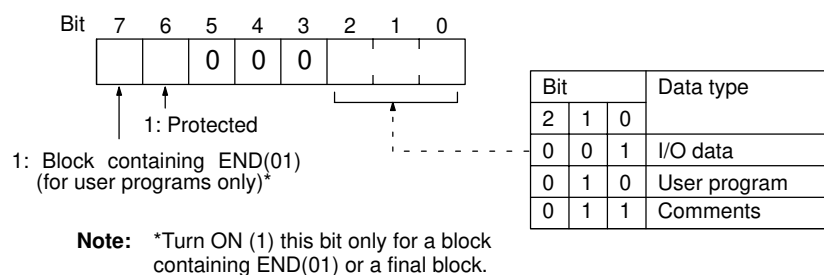 Bit 7 6 5 4 3 2 1 0
0 0 0
1: Protected
1: Block containing END(01)
(for user programs only)*
Note: *Turn ON (1) this bit only for a block
containing END(01) or a final block.
Bit Data type
2 1 0
0 0 1 I/O data
0 1 0 User program
0 1 1 Comments